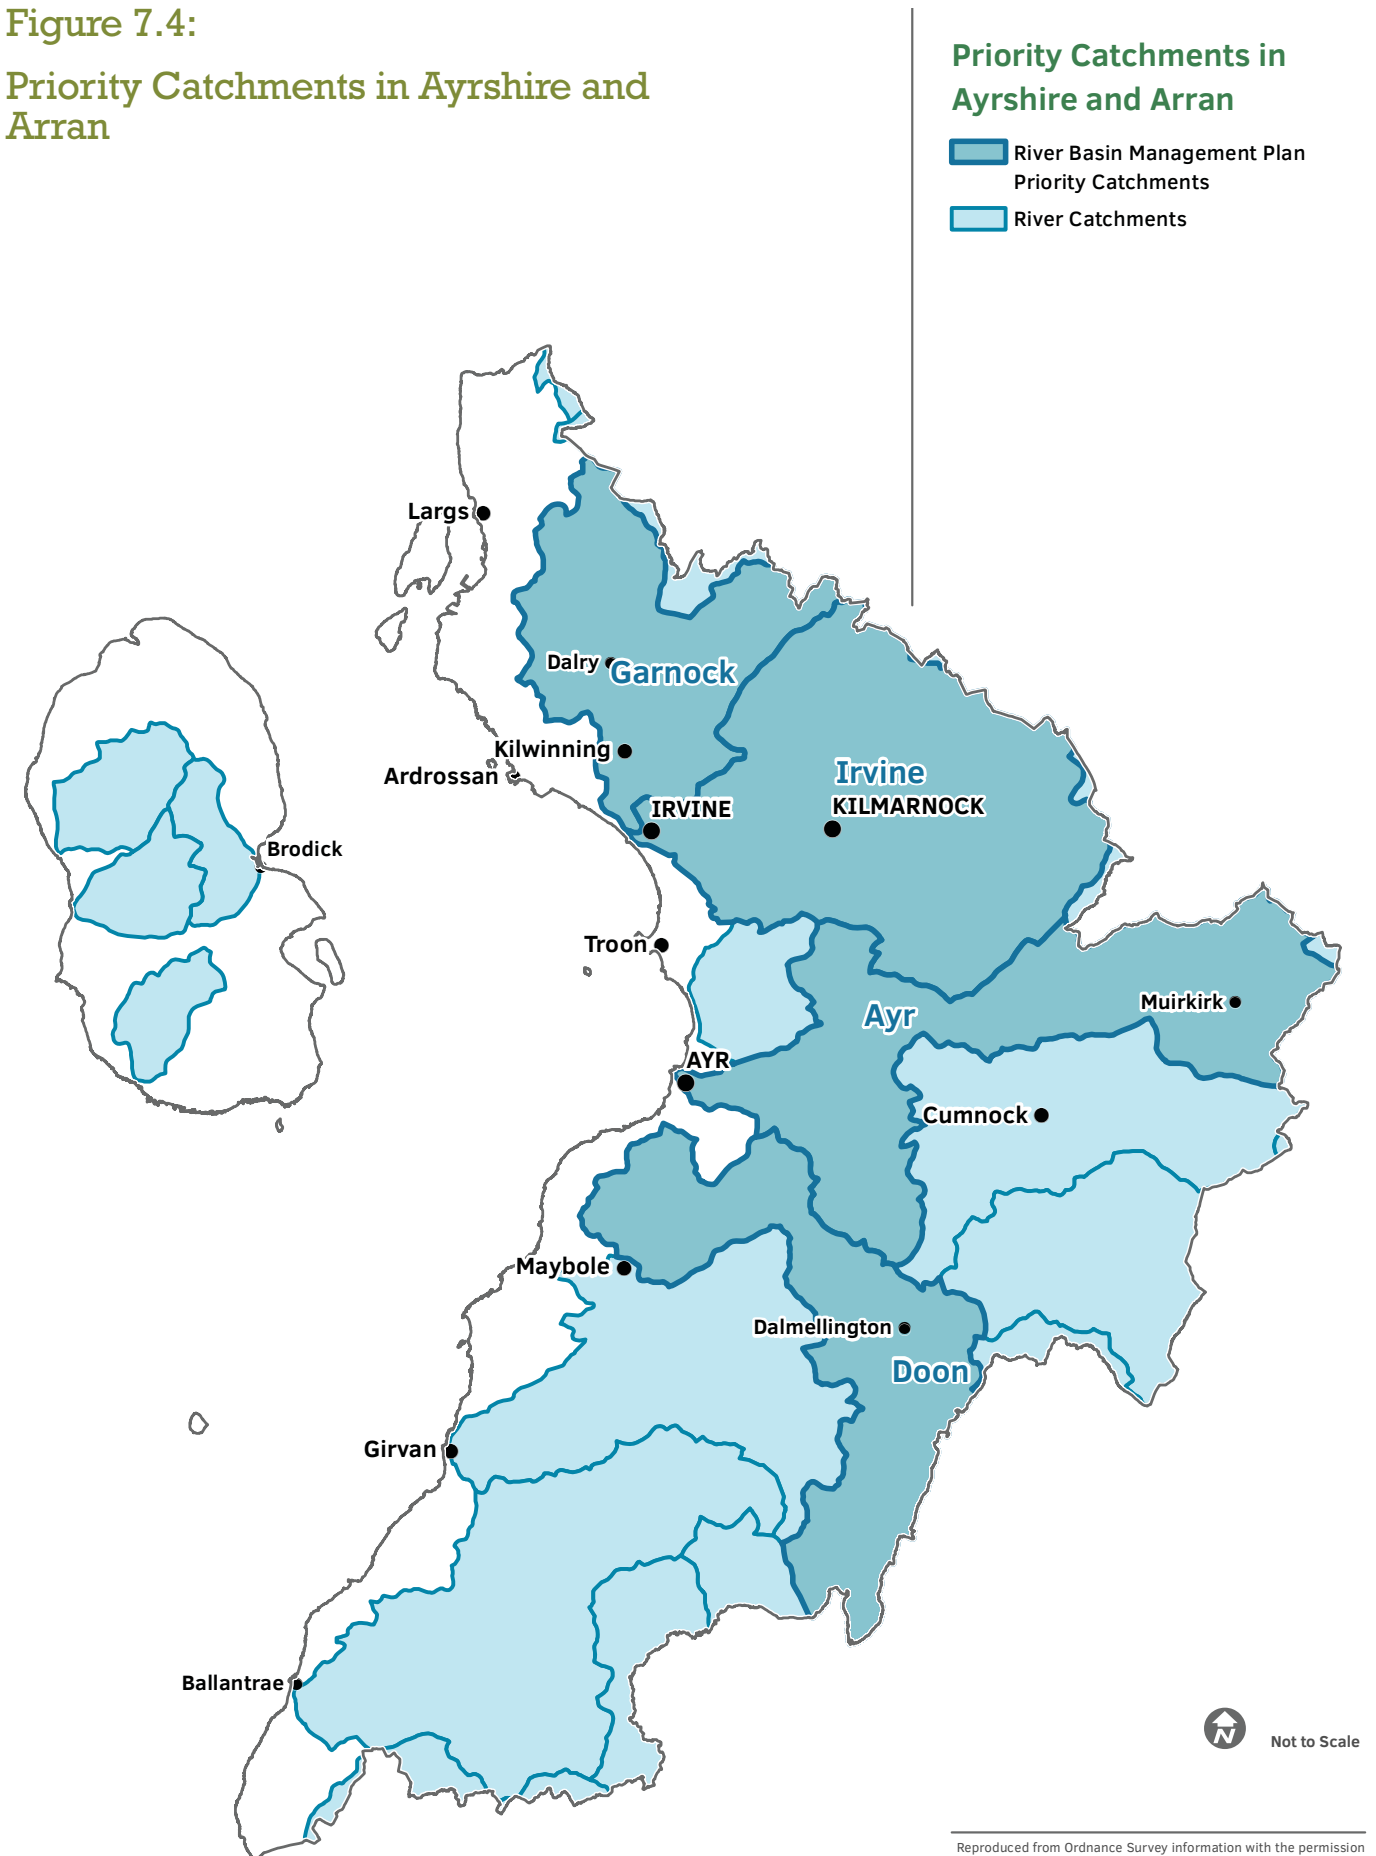 Figure 7.4:
Priority Catchments in Ayrshire and
Arran
Priority Catchments in
Ayrshire and Arran
River Basin Management Plan
Priority Catchments
River Catchments
Largs
Dalry
Garnock
Kilwinning
Ardrossan
Irvine
IRVINE
KILMARNOCK
Brodick
Troon
Muirkirk
Ayr
AYR
Cumnock
Maybole
Dalmellington
Doon
Girvan
Ballantrae
N
Not to Scale
Reproduced from Ordnance Survey information with the permission